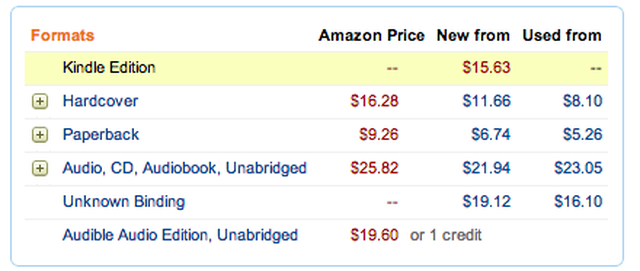 Formats Amazon Price New from Used from
Kindle Edition -- $15.63 --
Hardcover $16.28 $11.66 $8.10
Paperback $9.26 $6.74 $5.26
Audio, CD, Audiobook, Unabridged $25.82 $21.94 $23.05
Unknown Binding -- $19.12 $16.10
Audible Audio Edition, Unabridged $19.60 or 1 credit